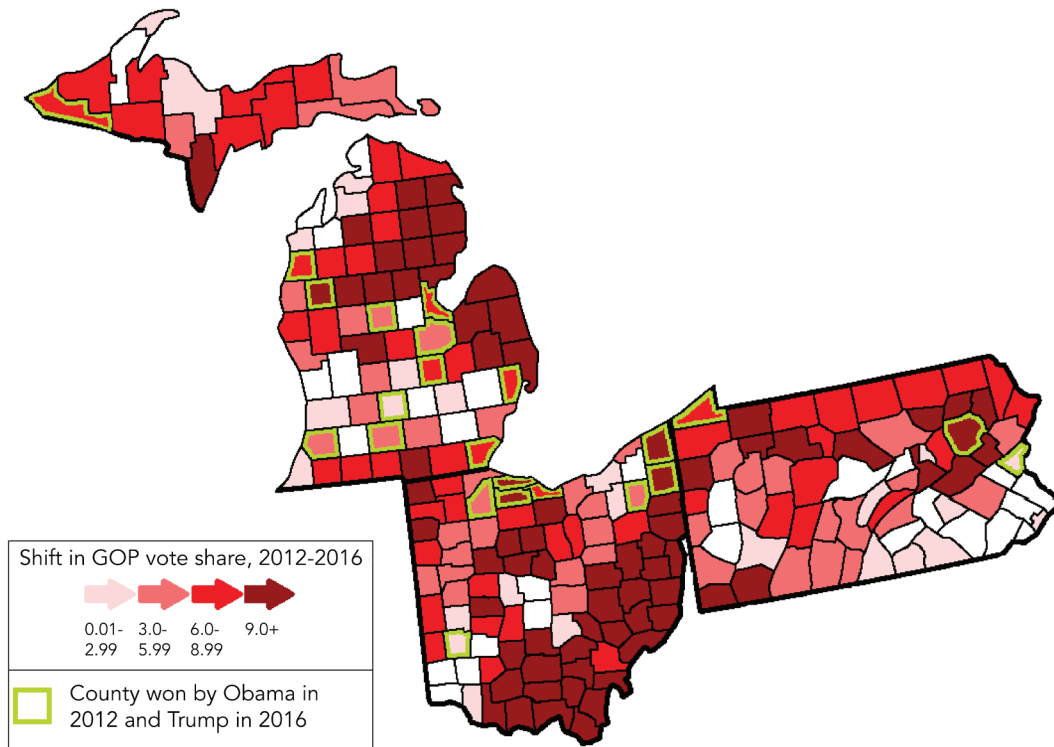 Shift in GOP vote share, 2012-2016
0.01- 3.0- 6.0- 9.0+
2.99 5.99 8.99
County won by Obama in
2012 and Trump in 2016